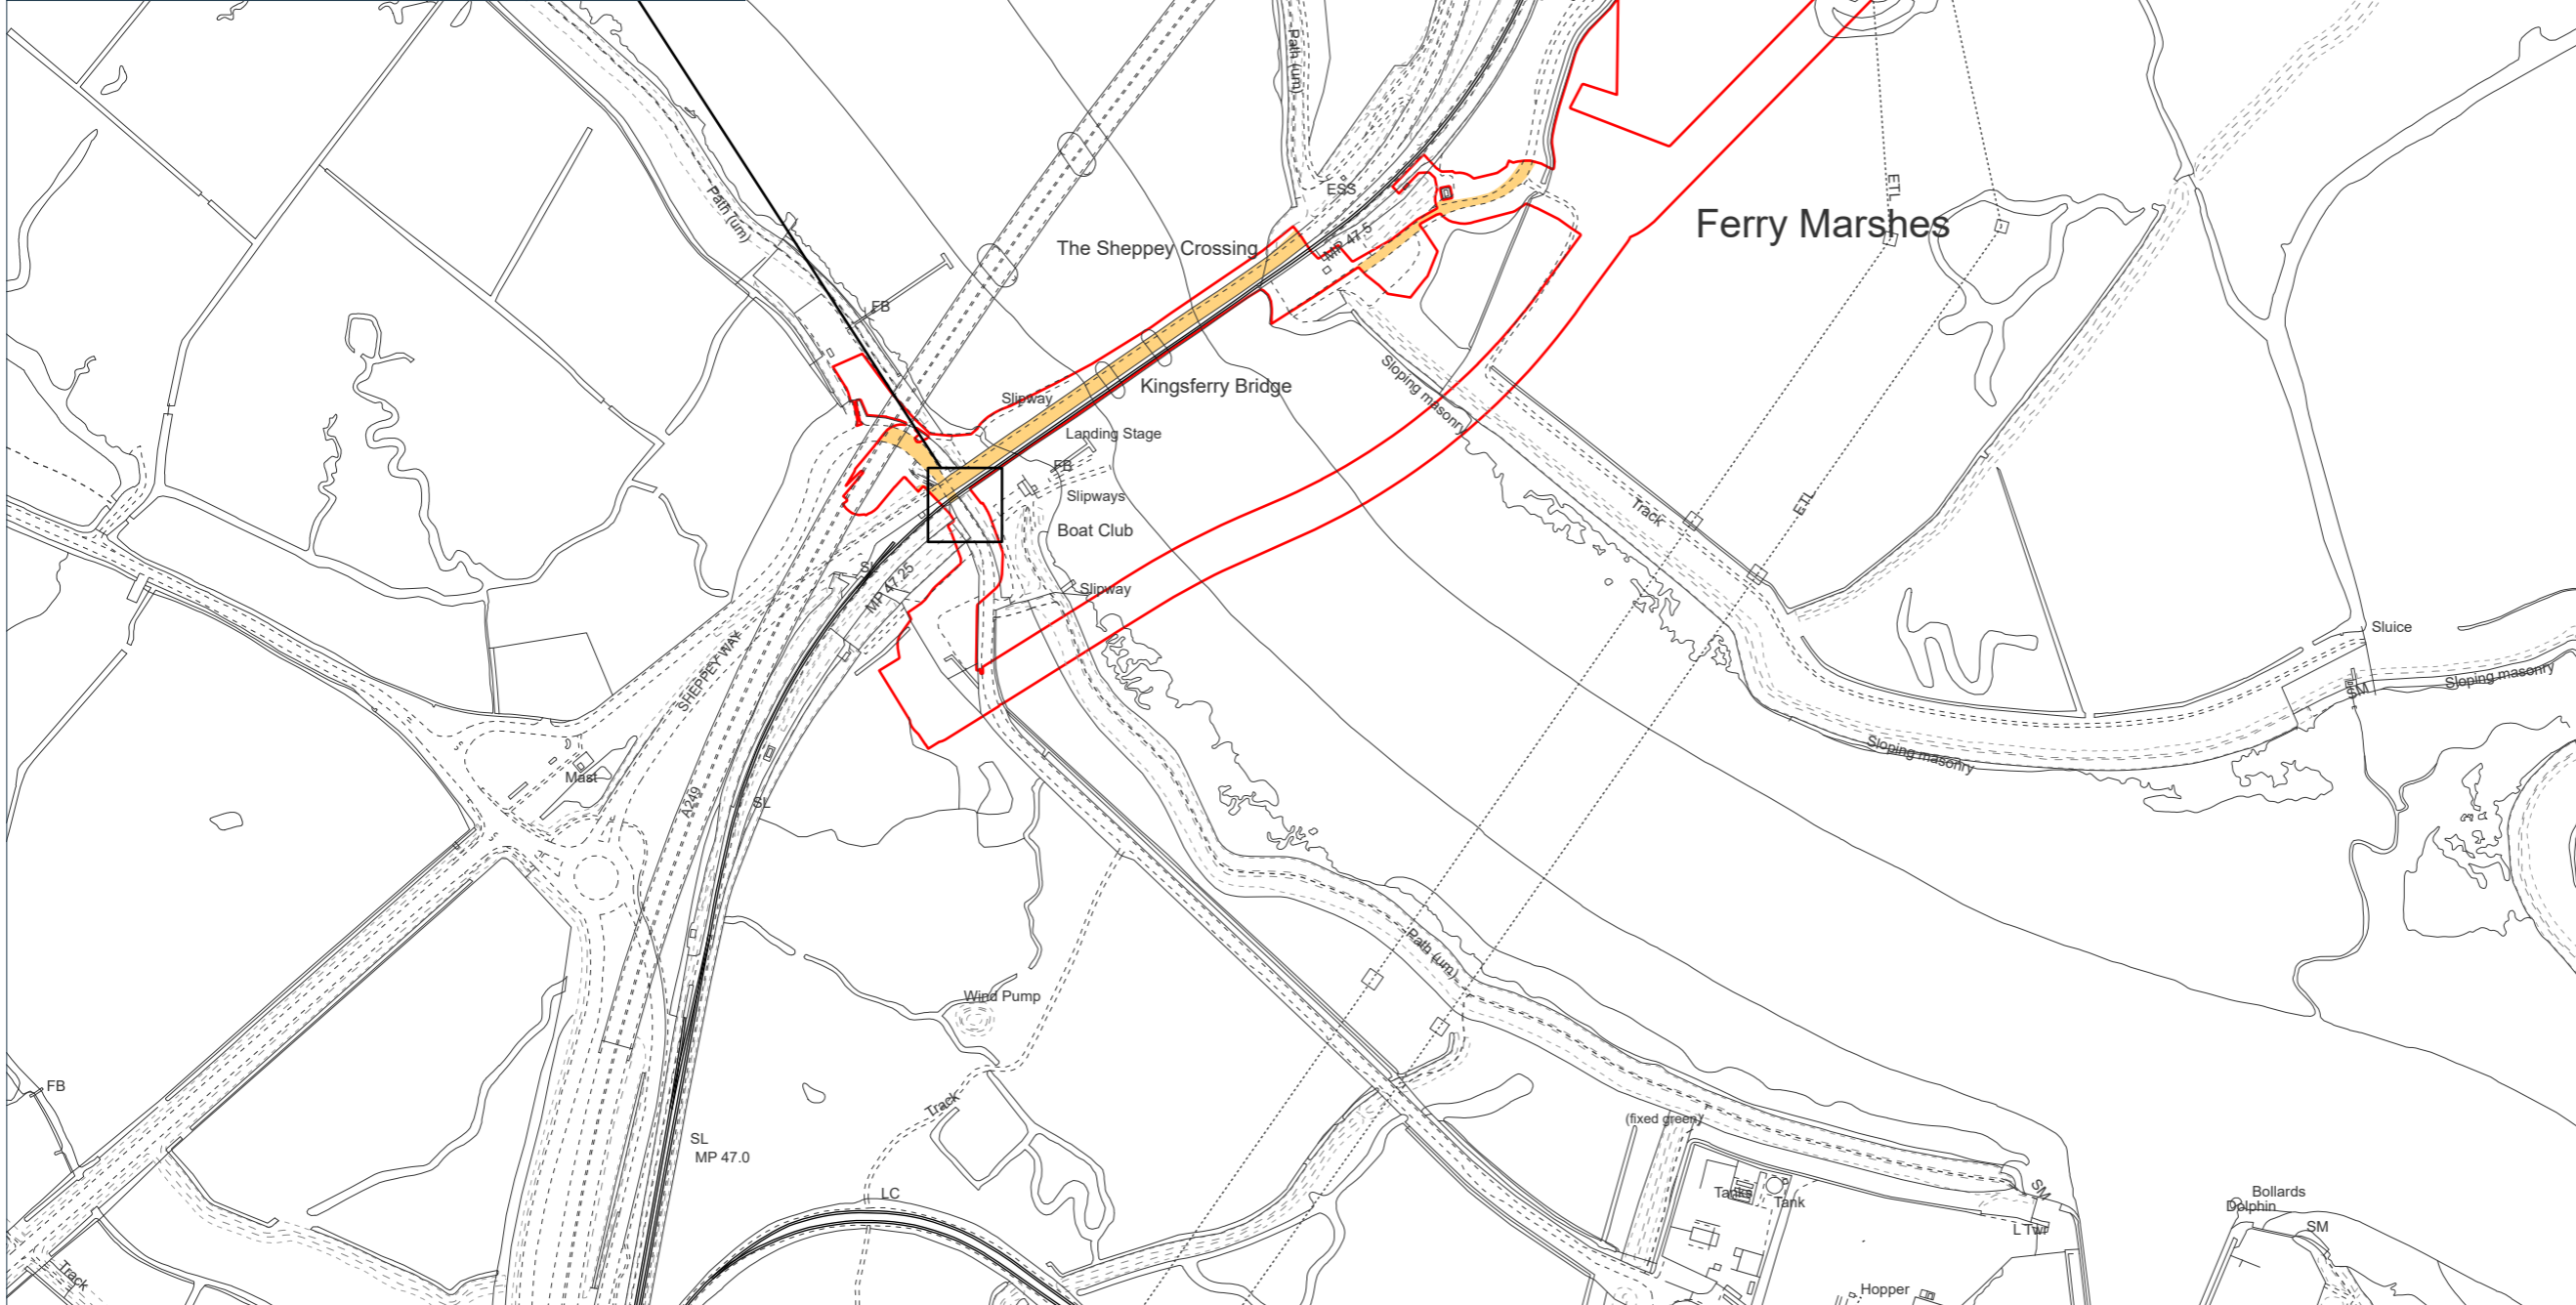 Path (um)
ETL
ESS
Path (um)
Ferry Marshes
MP 47.5
The Sheppey Crossing
FB
Kingsferry Bridge
Slipway
Sloping masonry
Landing Stage
FB
Slipways
ETL
Track
Boat Club
SL
MP 47.25
Slipway
Sluice
SHEPPEY WAY
Sloping masonry
SM
Sloping masonry
Mast
A249
SL
Path (um)
Wind Pump
FB
Track
(fixed green)
SL
MP 47.0
LC
Tanks
Tank
SM
Bollards
Dolphin
SM
L Twr
Track
Hopper